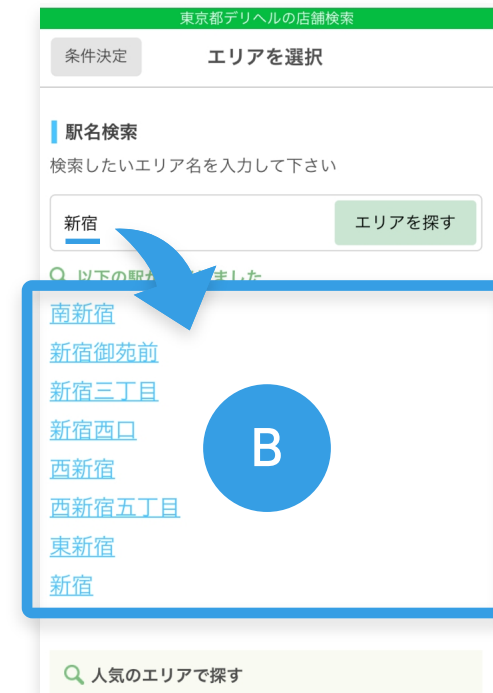 東京都デリヘルの店舗検索
条件決定
エリアを選択
駅名検索
検索したいエリア名を入力して下さい
新宿
エリアを探す
以下の駅が
ました
南新宿
新宿御苑前
新宿三丁目
新宿西口
西新宿
西新宿五丁目
東新宿
新宿
B
人気のエリアで探す